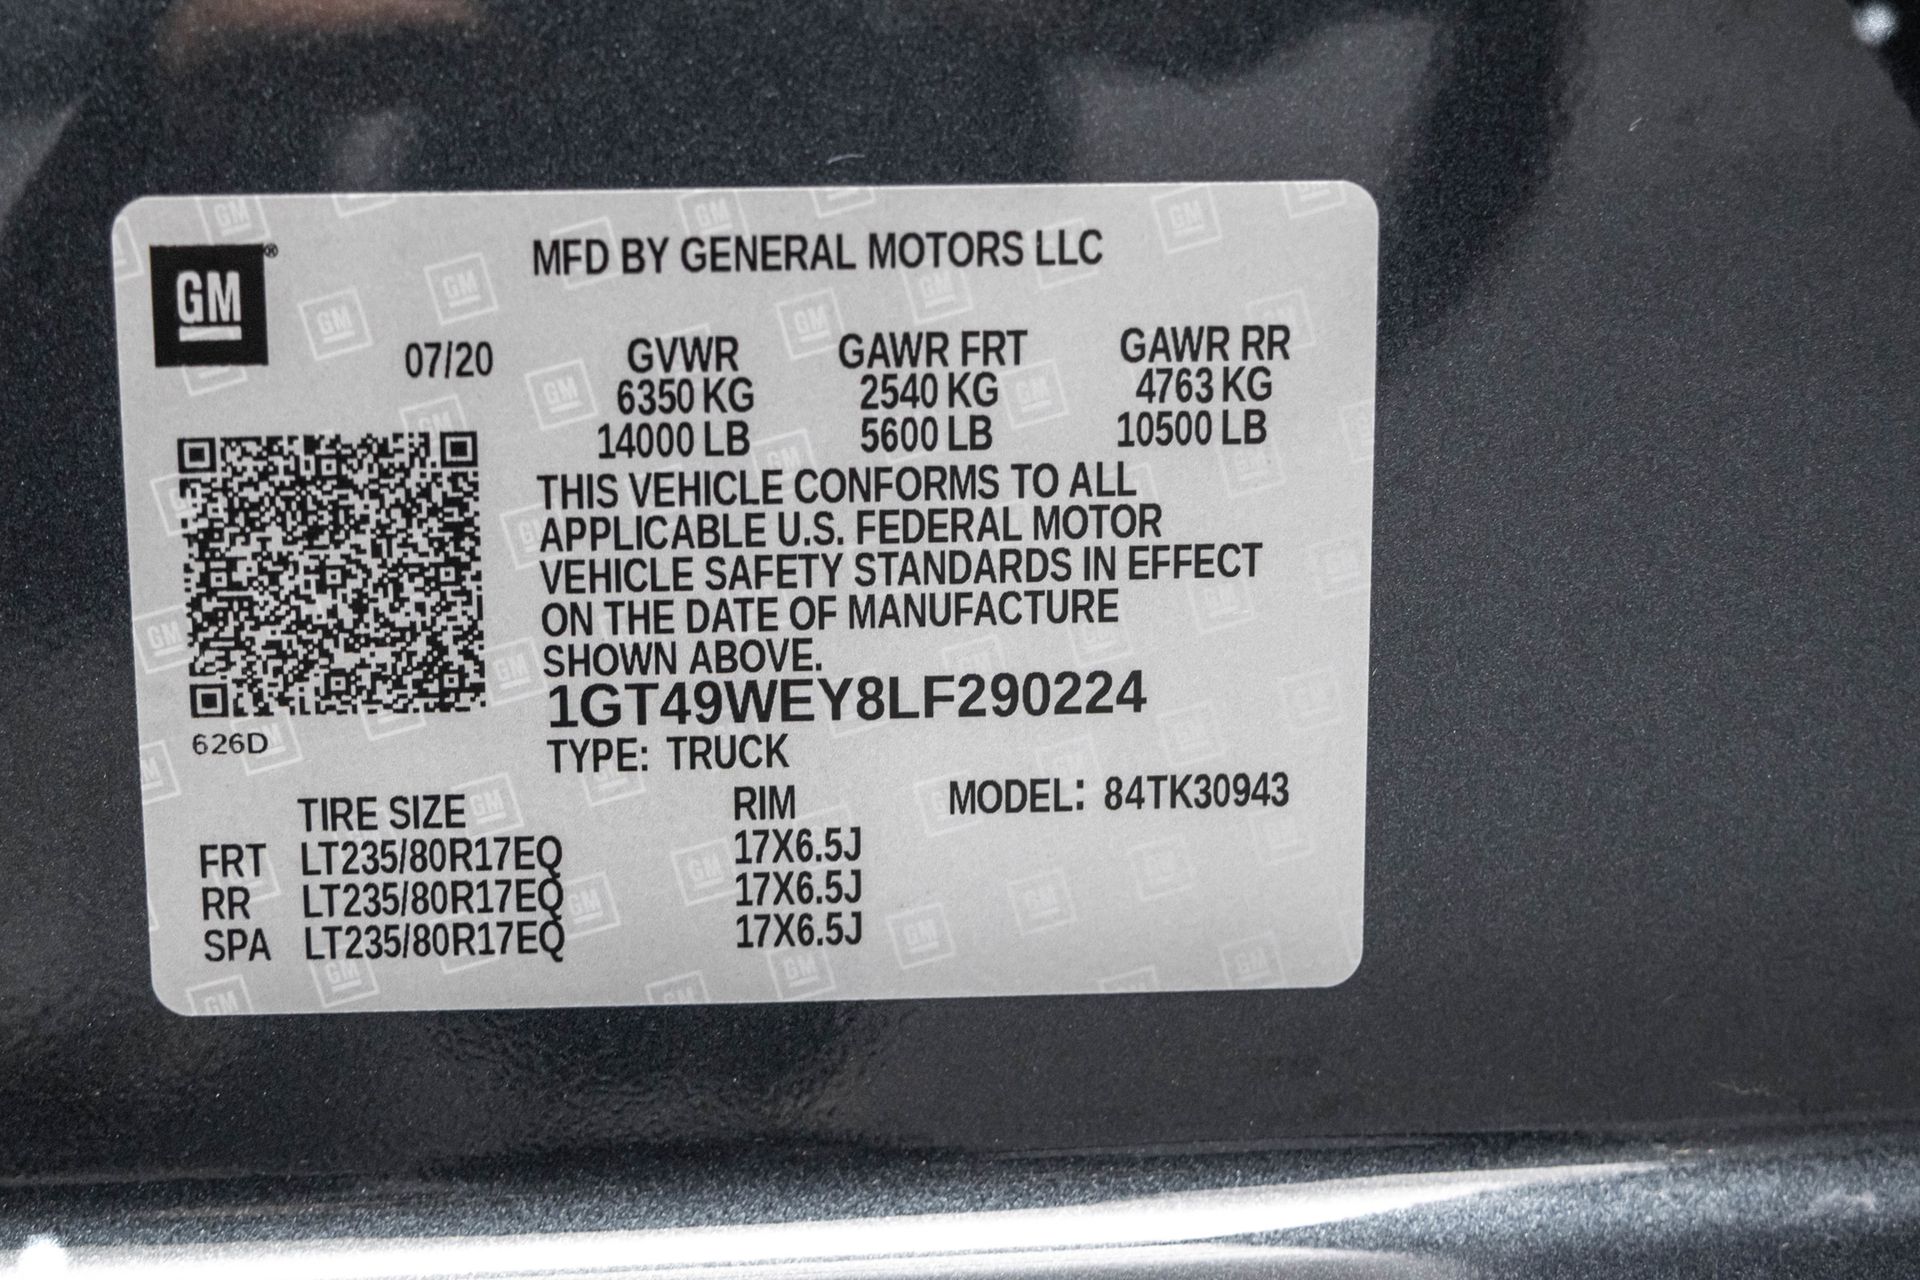 GM®
MFD BY GENERAL MOTORS LLC
07/20 GVWR GAWR FRT GAWR RR
6350 KG 2540 KG 4763 KG
14000 LB 5600 LB 10500 LB
THIS VEHICLE CONFORMS TO ALL
APPLICABLE U.S. FEDERAL MOTOR
VEHICLE SAFETY STANDARDS IN EFFECT
ON THE DATE OF MANUFACTURE
SHOWN ABOVE.
1GT49WEY8LF290224
626D
TYPE: TRUCK
TIRE SIZE RIM MODEL: 84TK30943
FRT LT235/80R17EQ 17X6.5J
RR LT235/80R17EQ 17X6.5J
SPA LT235/80R17EQ 17X6.5J